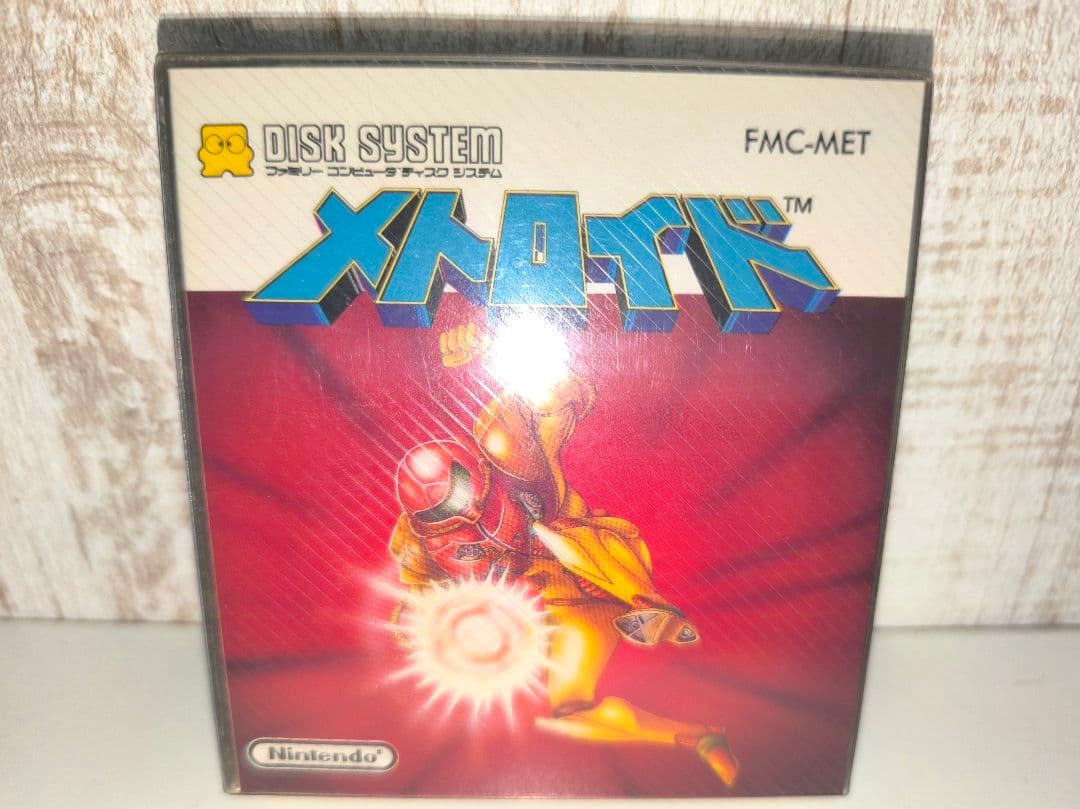 DISK SYSTEM
ファミリー コンピュータ ディスク システム
FMC-MET
メトロイド™
Nintendo®